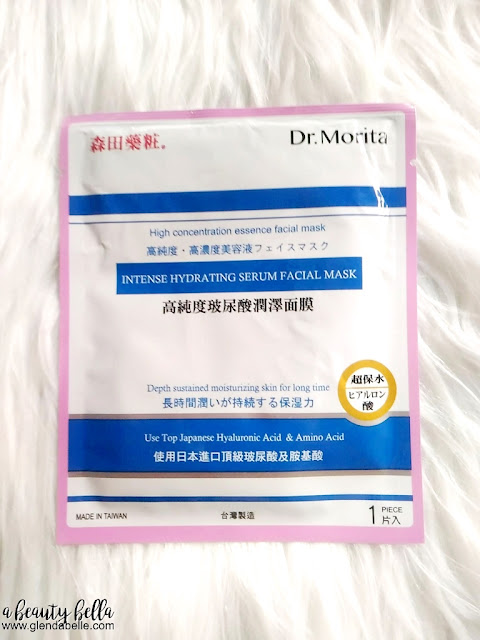 森田藥粧®
Dr.Morita
High concentration essence facial mask
高純度・高濃度美容液フェイスマスク
INTENSE HYDRATING SERUM FACIAL MASK
高純度玻尿酸潤澤面膜
超保水
ヒアルロン
酸
Depth sustained moisturizing skin for long time
長時間潤いが持続する保湿力
Use Top Japanese Hyaluronic Acid & Amino Acid
使用日本進口頂級玻尿酸及胺基酸
MADE IN TAIWAN
台灣製造
1 PIECE
片入
a beauty bella
www.glendabelle.com